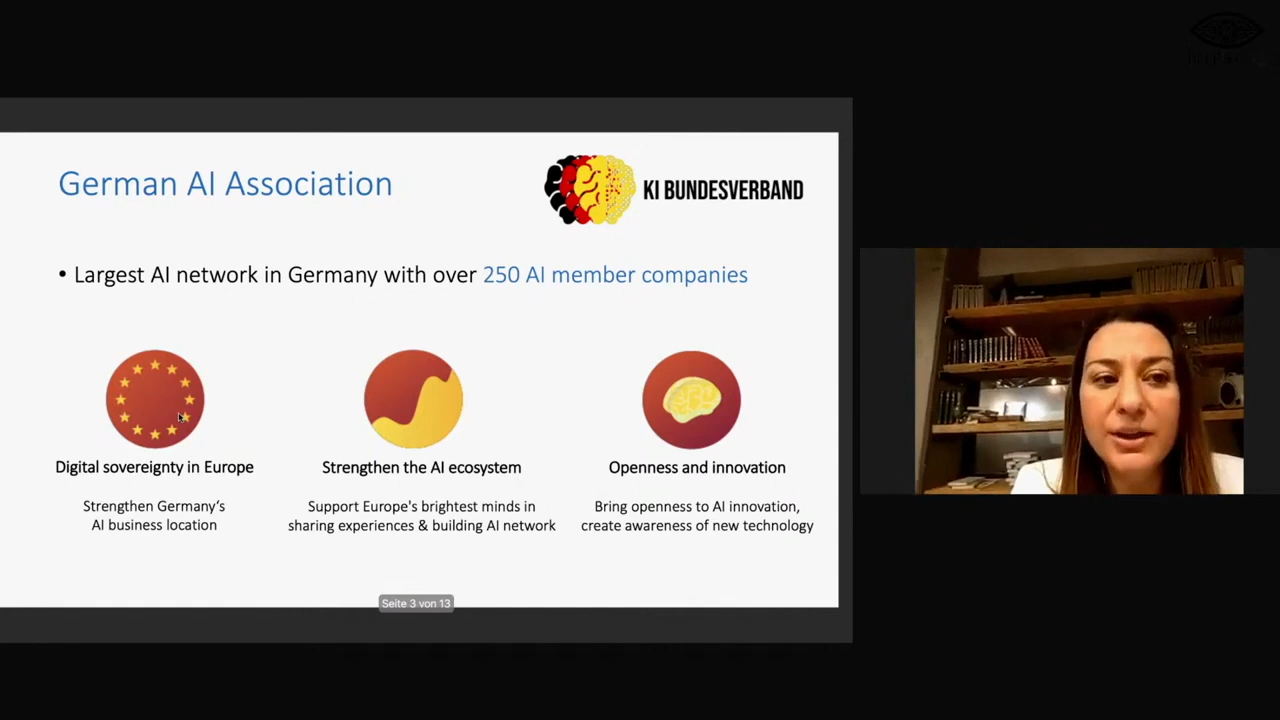 German AI Association
KI BUNDESVERBAND
• Largest AI network in Germany with over 250 AI member companies
Digital sovereignty in Europe
Strengthen Germany‘s
AI business location
Strengthen the AI ecosystem
Support Europe's brightest minds in
sharing experiences & building AI network
Openness and innovation
Bring openness to AI innovation,
create awareness of new technology
Seite 3 von 13